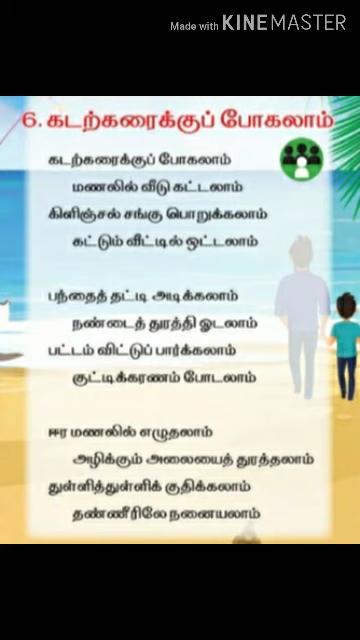 Made with KINEMASTER
6. கடற்கரைக்குப் போகலாம்
கடற்கரைக்குப் போகலாம்
மணலில் வீடு கட்டலாம்
கிளிஞ்சல் சங்கு பொறுக்கலாம்
கட்டும் வீட்டில் ஒட்டலாம்
பந்தைத் தட்டி அடிக்கலாம்
நண்டைத் துரத்தி ஓடலாம்
பட்டம் விட்டுப் பார்க்கலாம்
குட்டிக்கரணம் போடலாம்
ஈர மணலில் எழுதலாம்
அழிக்கும் அலையைத் துரத்தலாம்
துள்ளித்துள்ளிக் குதிக்கலாம்
தண்ணீரிலே நனையலாம்